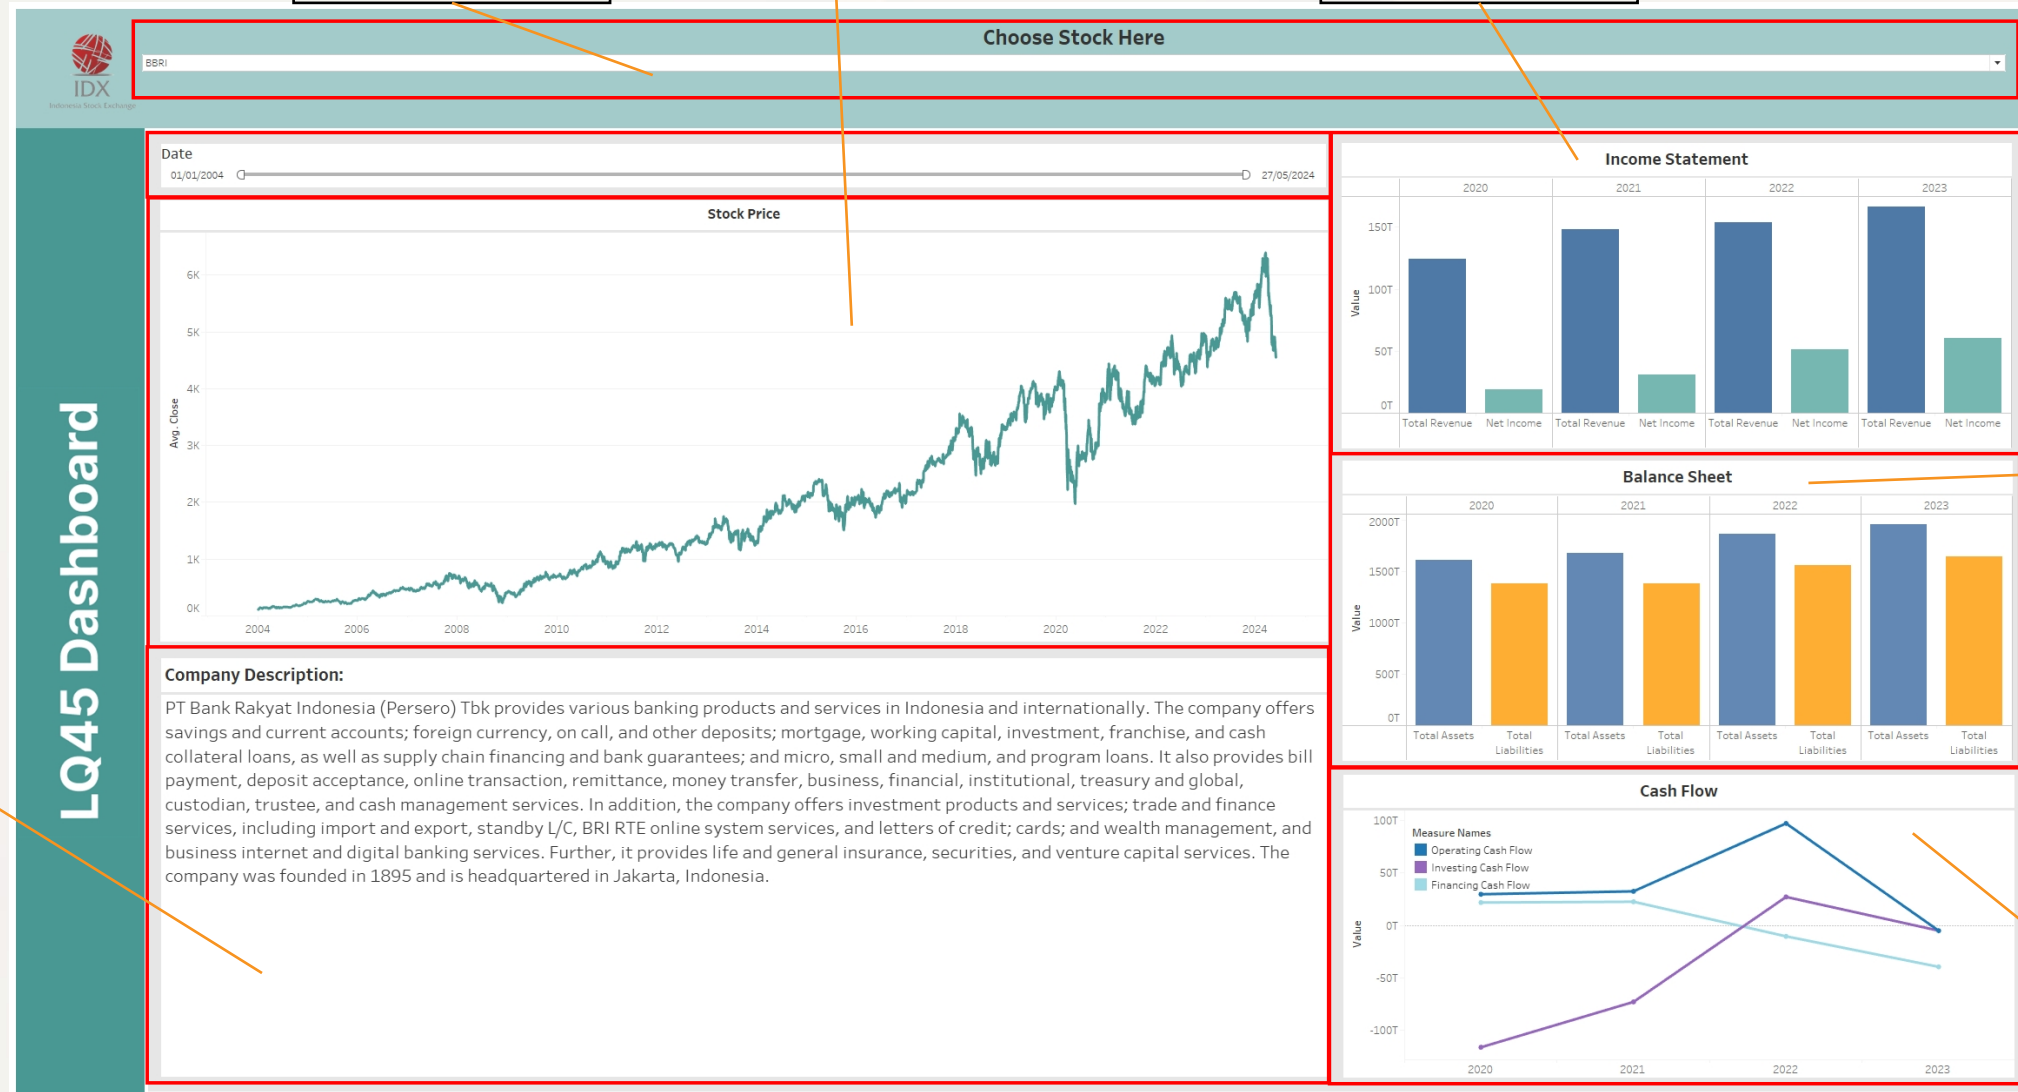 Choose Stock Here
BBRI
IDX
Indonesia Stock Exchange
LQ45 Dashboard
Date
01/01/2004
27/05/2024
Stock Price
Avg. Close
6K
5K
4K
3K
2K
1K
0K
2004 2006 2008 2010 2012 2014 2016 2018 2020 2022 2024
Company Description:
PT Bank Rakyat Indonesia (Persero) Tbk provides various banking products and services in Indonesia and internationally. The company offers
savings and current accounts; foreign currency, on call, and other deposits; mortgage, working capital, investment, franchise, and cash
collateral loans, as well as supply chain financing and bank guarantees; and micro, small and medium, and program loans. It also provides bill
payment, deposit acceptance, online transaction, remittance, money transfer, business, financial, institutional, treasury and global,
custodian, trustee, and cash management services. In addition, the company offers investment products and services; trade and finance
services, including import and export, standby L/C, BRI RTE online system services, and letters of credit; cards; and wealth management, and
business internet and digital banking services. Further, it provides life and general insurance, securities, and venture capital services. The
company was founded in 1895 and is headquartered in Jakarta, Indonesia.
Income Statement
2020 2021 2022 2023
Value
150T
100T
50T
0T
Total Revenue Net Income Total Revenue Net Income Total Revenue Net Income Total Revenue Net Income
Balance Sheet
2020 2021 2022 2023
Value
2000T
1500T
1000T
500T
0T
Total Assets Total Total Assets Total Total Assets Total Total Assets Total
Liabilities Liabilities Liabilities Liabilities
Cash Flow
Measure Names
Operating Cash Flow
Investing Cash Flow
Financing Cash Flow
Value
100T
50T
0T
-50T
-100T
2020 2021 2022 2023